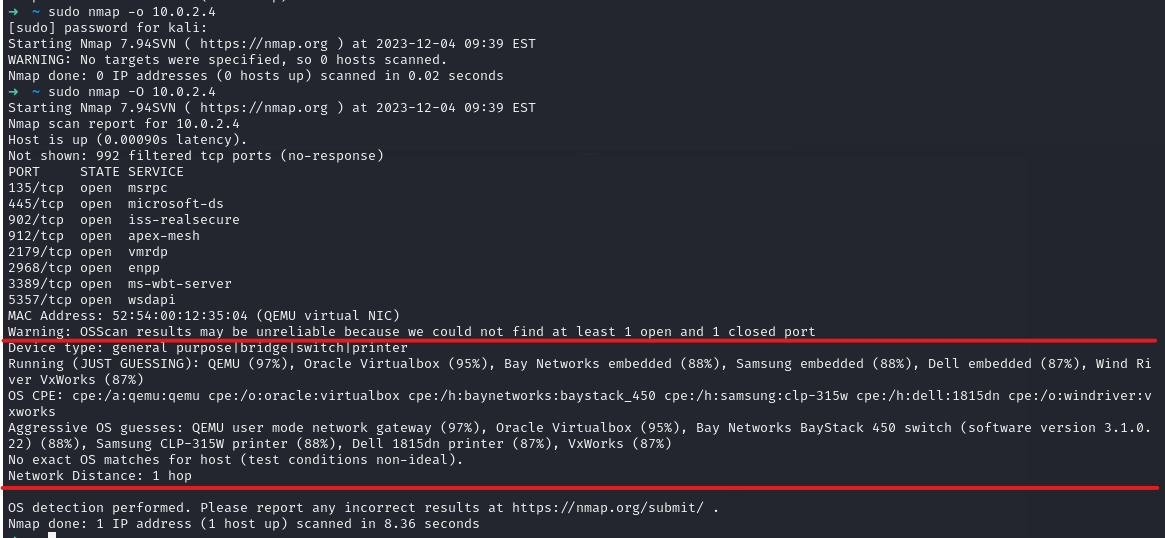 → ~ sudo nmap -o 10.0.2.4
[sudo] password for kali:
Starting Nmap 7.94SVN ( https://nmap.org ) at 2023-12-04 09:39 EST
WARNING: No targets were specified, so 0 hosts scanned.
Nmap done: 0 IP addresses (0 hosts up) scanned in 0.02 seconds
→ ~ sudo nmap -O 10.0.2.4
Starting Nmap 7.94SVN ( https://nmap.org ) at 2023-12-04 09:39 EST
Nmap scan report for 10.0.2.4
Host is up (0.00090s latency).
Not shown: 992 filtered tcp ports (no-response)
PORT     STATE SERVICE
135/tcp  open  msrpc
445/tcp  open  microsoft-ds
902/tcp  open  iss-realsecure
912/tcp  open  apex-mesh
2179/tcp open  vmrdp
2968/tcp open  enpp
3389/tcp open  ms-wbt-server
5357/tcp open  wsdapi
MAC Address: 52:54:00:12:35:04 (QEMU virtual NIC)
Warning: OSScan results may be unreliable because we could not find at least 1 open and 1 closed port
Device type: general purpose|bridge|switch|printer
Running (JUST GUESSING): QEMU (97%), Oracle Virtualbox (95%), Bay Networks embedded (88%), Samsung embedded (88%), Dell embedded (87%), Wind Ri
ver VxWorks (87%)
OS CPE: cpe:/a:qemu:qemu cpe:/o:oracle:virtualbox cpe:/h:baynetworks:baystack_450 cpe:/h:samsung:clp-315w cpe:/h:dell:1815dn cpe:/o:windriver:v
xworks
Aggressive OS guesses: QEMU user mode network gateway (97%), Oracle Virtualbox (95%), Bay Networks BayStack 450 switch (software version 3.1.0.
22) (88%), Samsung CLP-315W printer (88%), Dell 1815dn printer (87%), VxWorks (87%)
No exact OS matches for host (test conditions non-ideal).
Network Distance: 1 hop
OS detection performed. Please report any incorrect results at https://nmap.org/submit/ .
Nmap done: 1 IP address (1 host up) scanned in 8.36 seconds